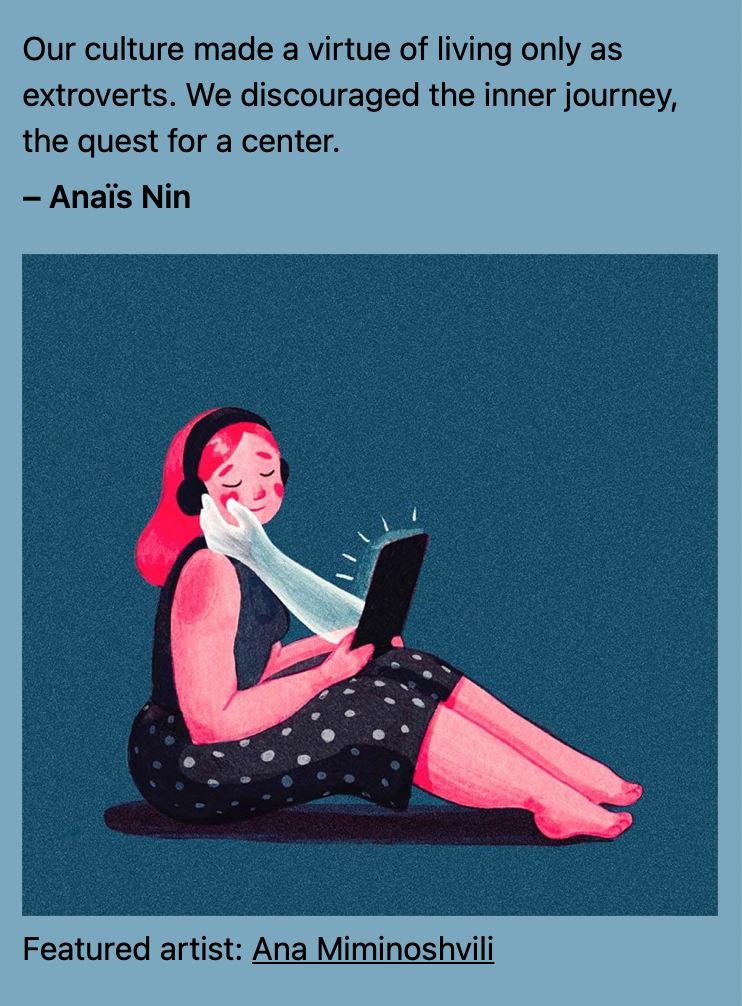 Our culture made a virtue of living only as
extroverts. We discouraged the inner journey,
the quest for a center.
– Anaïs Nin
Featured artist: Ana Miminoshvili